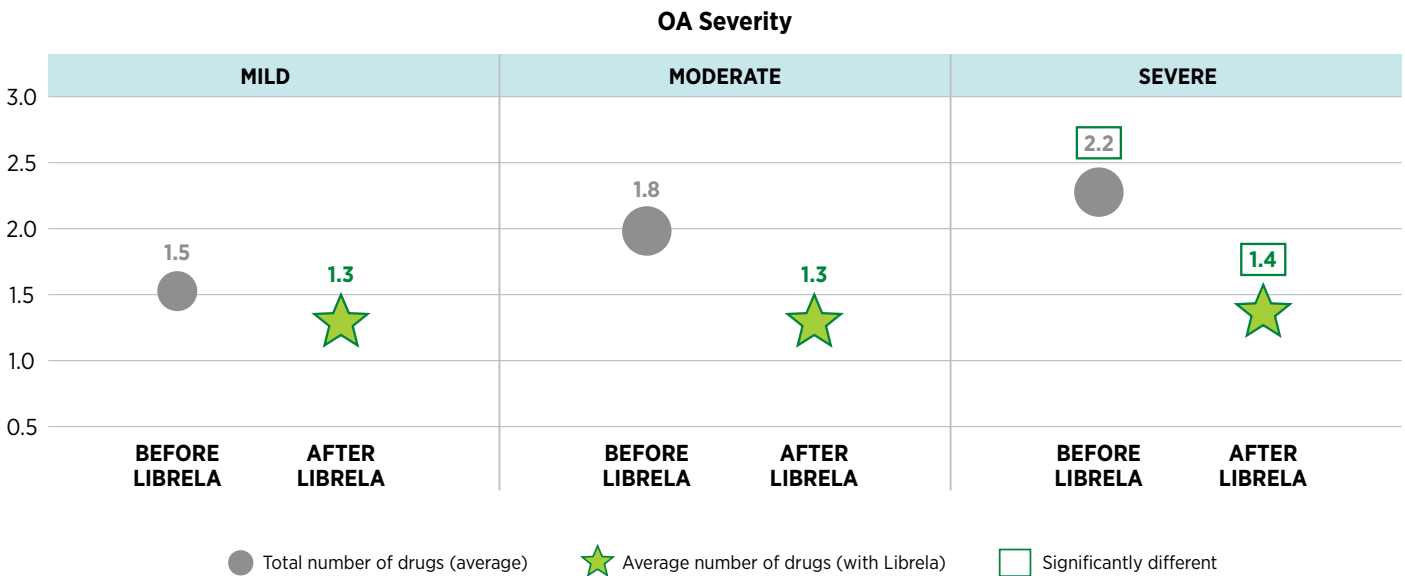 OA Severity
MILD
MODERATE
SEVERE
3.0
2.5
2.0
1.5
1.0
0.5
1.5
1.3
1.8
1.3
2.2
1.4
BEFORE
LIBRELA
AFTER
LIBRELA
BEFORE
LIBRELA
AFTER
LIBRELA
BEFORE
LIBRELA
AFTER
LIBRELA
Total number of drugs (average)
Average number of drugs (with Librela)
Significantly different